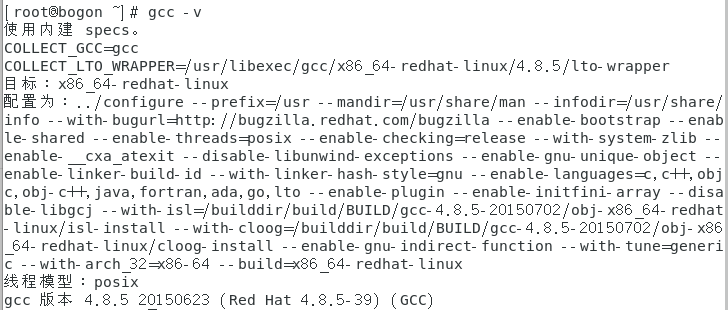 [root@bogon ~]# gcc -v
使用内建 specs。
COLLECT_GCC=gcc
COLLECT_LTO_WRAPPER=/usr/libexec/gcc/x86_64-redhat-linux/4.8.5/lto-wrapper
目标：x86_64-redhat-linux
配置为：../configure --prefix=/usr --mandir=/usr/share/man --infodir=/usr/share/
info --with-bugurl=http://bugzilla.redhat.com/bugzilla --enable-bootstrap --enab
le-shared --enable-threads=posix --enable-checking=release --with-system-zlib --
enable-__cxa_atexit --disable-libunwind-exceptions --enable-gnu-unique-object --
enable-linker-build-id --with-linker-hash-style=gnu --enable-languages=c,c++,obj
c,obj-c++,java,fortran,ada,go,lto --enable-plugin --enable-initfini-array --disa
ble-libgcj --with-isl=/builddir/build/BUILD/gcc-4.8.5-20150702/obj-x86_64-redhat
-linux/isl-install --with-cloog=/builddir/build/BUILD/gcc-4.8.5-20150702/obj-x86
_64-redhat-linux/cloog-install --enable-gnu-indirect-function --with-tune=generi
c --with-arch_32=x86-64 --build=x86_64-redhat-linux
线程模型：posix
gcc 版本 4.8.5 20150623 (Red Hat 4.8.5-39) (GCC)